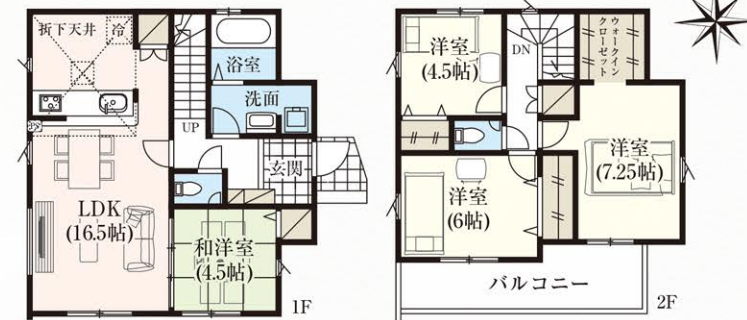 折下天井
冷
浴室
洗面
UP
玄関
LDK
(16.5帖)
和洋室
(4.5帖)
1F
洋室
(4.5帖)
DN
ウォークイン
クローゼット
洋室
(7.25帖)
洋室
(6帖)
バルコニー
2F